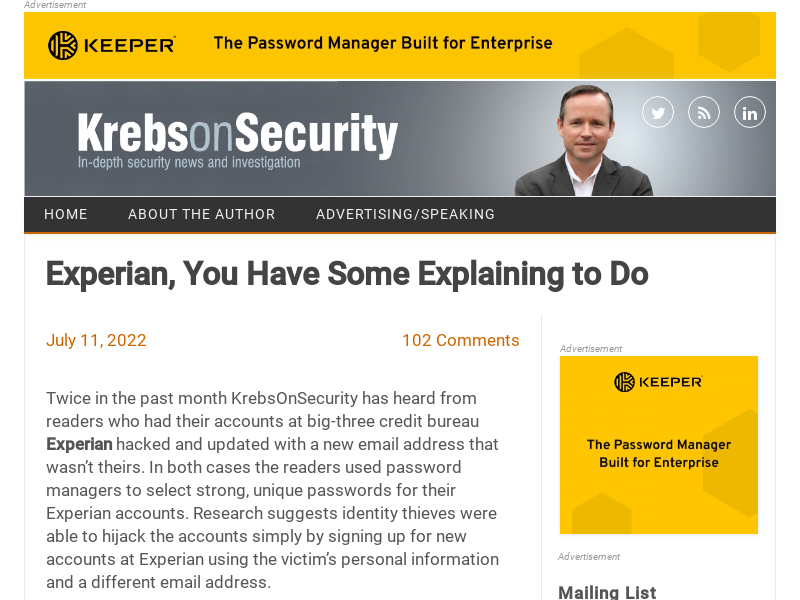 Advertisement
KEEPER
The Password Manager Built for Enterprise
KrebsonSecurity
In-depth security news and investigation
HOME
ABOUT THE AUTHOR
ADVERTISING/SPEAKING
Experian, You Have Some Explaining to Do
July 11, 2022
102 Comments
Twice in the past month KrebsOnSecurity has heard from
readers who had their accounts at big-three credit bureau
Experian hacked and updated with a new email address that
wasn’t theirs. In both cases the readers used password
managers to select strong, unique passwords for their
Experian accounts. Research suggests identity thieves were
able to hijack the accounts simply by signing up for new
accounts at Experian using the victim’s personal information
and a different email address.
Advertisement
KEEPER
The Password Manager
Built for Enterprise
Advertisement
Mailing List